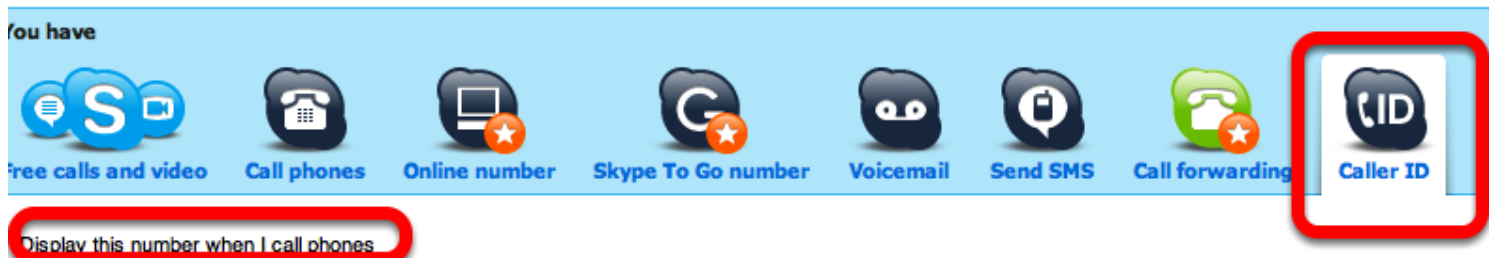 You have
S
G
ID
Free calls and video Call phones Online number Skype To Go number Voicemail Send SMS Call forwarding Caller ID
Display this number when I call phones